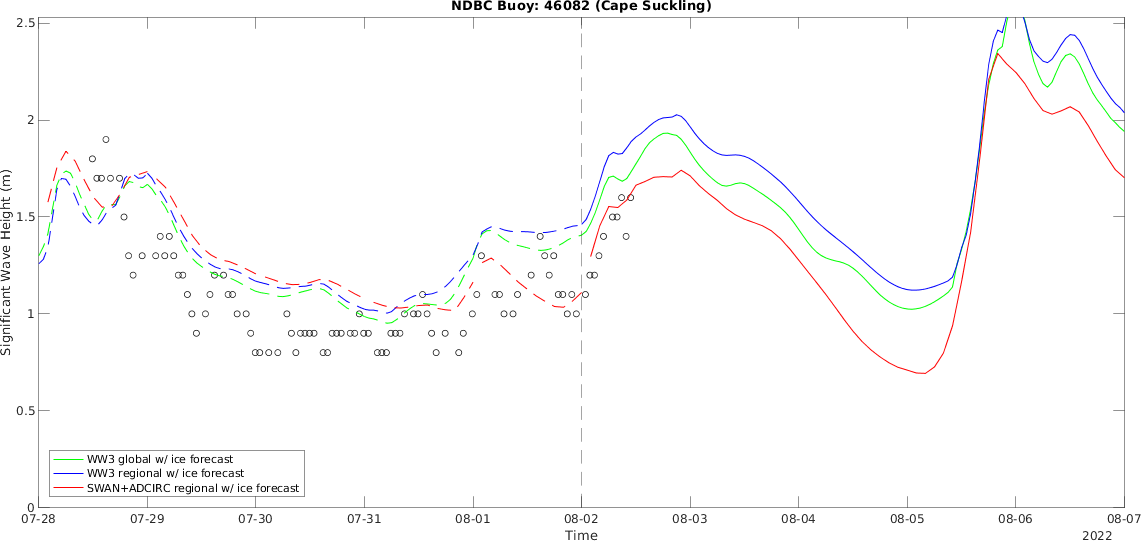 NDBC Buoy: 46082 (Cape Suckling)
Significant Wave Height (m)
2.5
2
1.5
1
0.5
0
WW3 global w/ ice forecast
WW3 regional w/ ice forecast
SWAN+ADCIRC regional w/ ice forecast
07-28 07-29 07-30 07-31 08-01 08-02 08-03 08-04 08-05 08-06 08-07
Time
2022